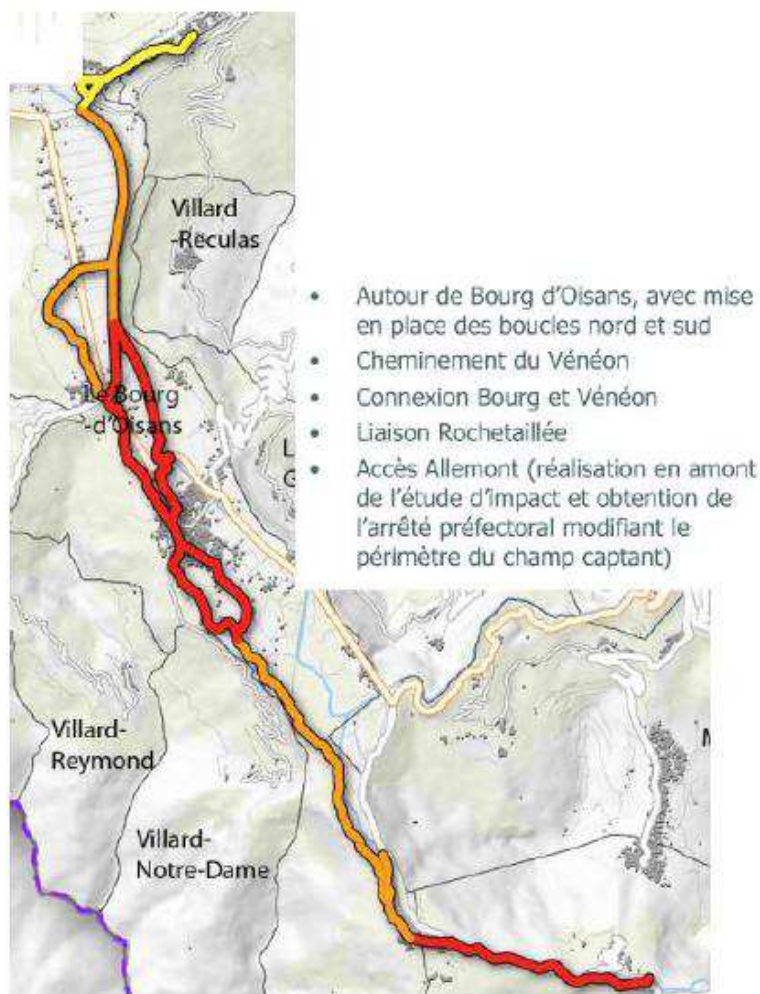 Villard
-Reculas
Le Bourg
-d'Oisans
L
G
Villard-
Reymond
Villard-
Notre-Dame
M
• Autour de Bourg d'Oisans, avec mise
en place des boucles nord et sud
• Cheminement du Vénéon
• Connexion Bourg et Vénéon
• Liaison Rochetaillée
• Accès Allemont (réalisation en amont
de l'étude d'impact et obtention de
l'arrêté préfectoral modifiant le
périmètre du champ captant)